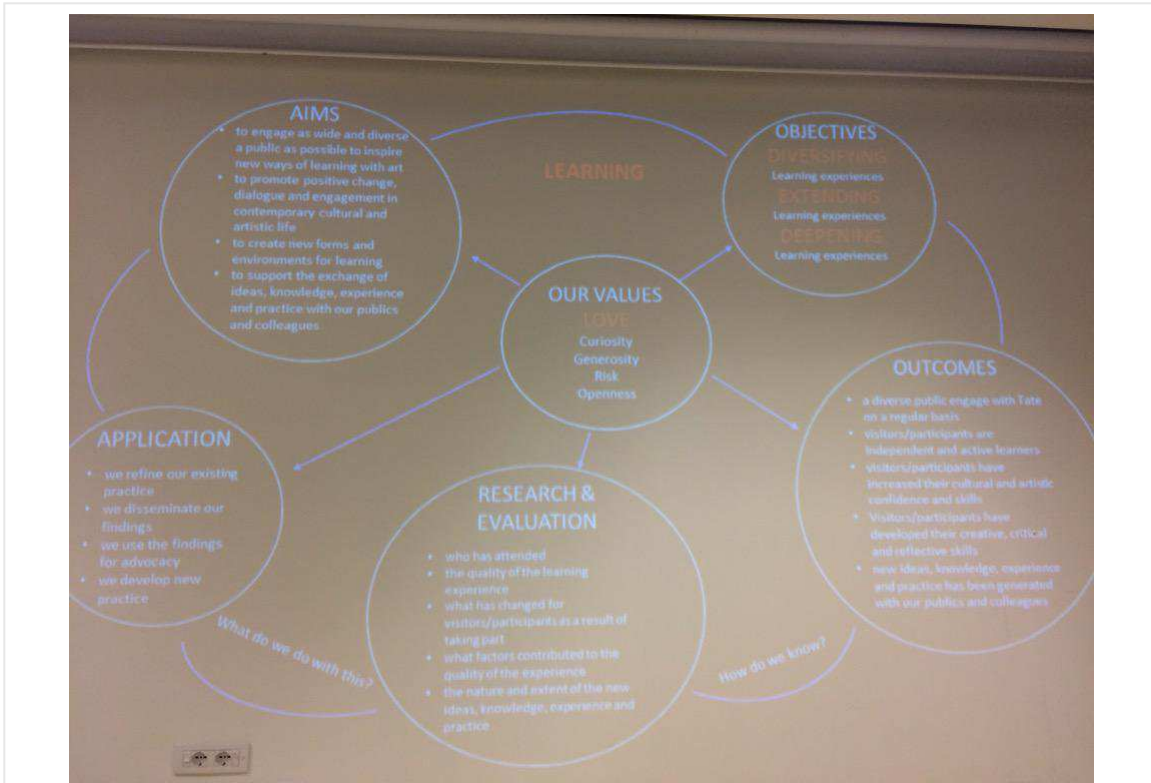 AIMS
• to engage as wide and diverse
a public as possible to inspire
new ways of learning with art
• to promote positive change,
dialogue and engagement in
contemporary cultural and
artistic life
• to create new forms and
environments for learning
• to support the exchange of
ideas, knowledge, experience
and practice with our publics
and colleagues
LEARNING
OBJECTIVES
DIVERSIFYING
Learning experiences
EXTENDING
Learning experiences
DEEPENING
Learning experiences
OUR VALUES
LOVE
Curiosity
Generosity
Risk
Openness
OUTCOMES
• a diverse public engage with Tate
on a regular basis
• visitors/participants are
independent and active learners
• visitors/participants have
increased their cultural and artistic
confidence and skills
• Visitors/participants have
developed their creative, critical
and reflective skills
• new ideas, knowledge, experience
and practice has been generated
with our publics and colleagues
How do we know?
RESEARCH &
EVALUATION
• who has attended
• the quality of the learning
experience
• what has changed for
visitors/participants as a result of
taking part
• what factors contributed to the
quality of the experience
• the nature and extent of the new
ideas, knowledge, experience and
practice
What do we do with this?
APPLICATION
• we refine our existing
practice
• we disseminate our
findings
• we use the findings
for advocacy
• we develop new
practice